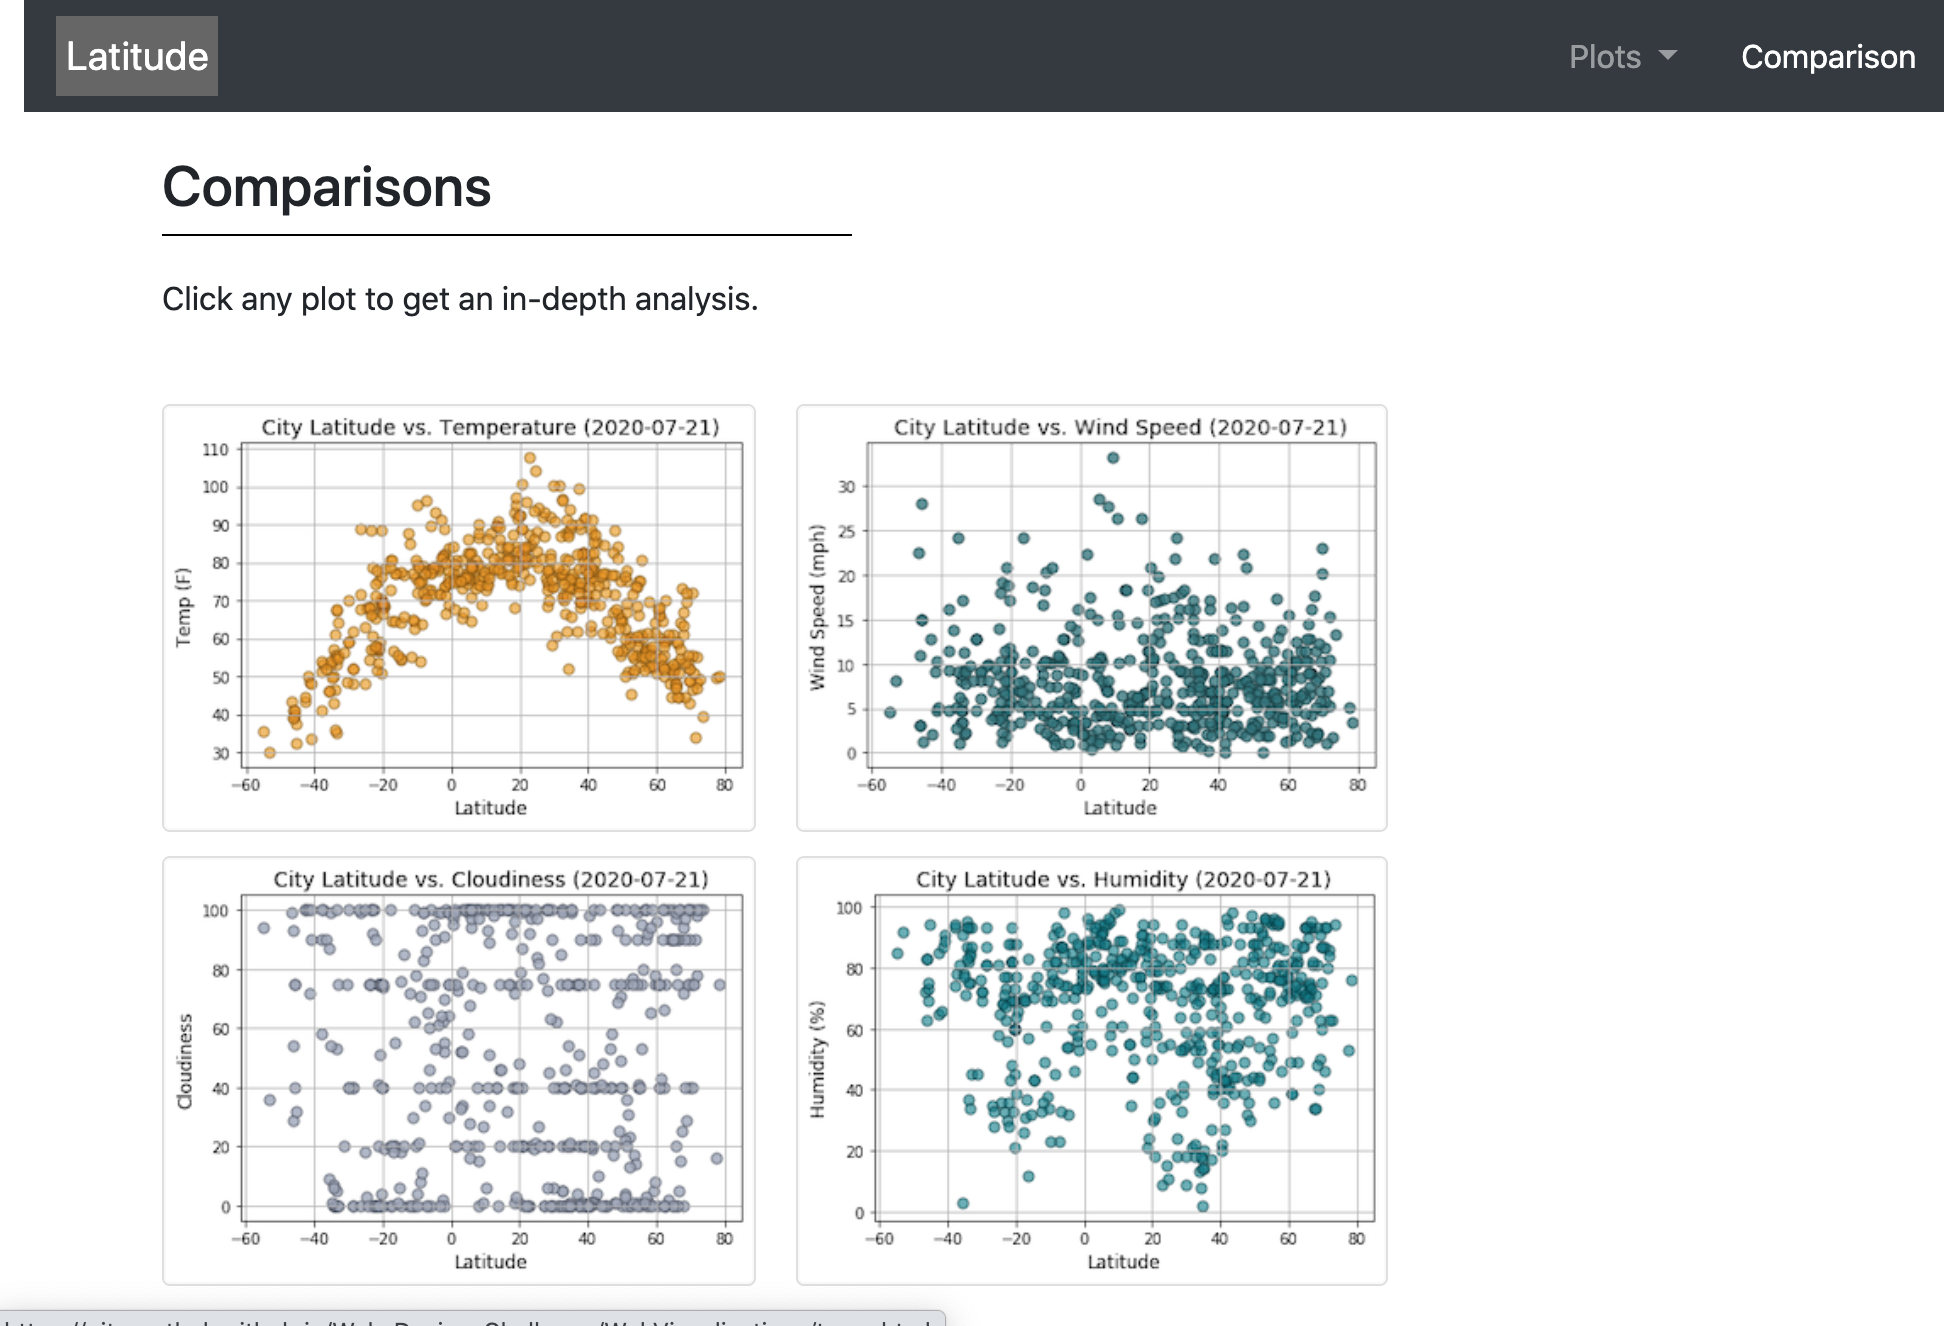 Latitude
Plots
Comparison
Comparisons
Click any plot to get an in-depth analysis.
City Latitude vs. Temperature (2020-07-21)
110
100
90
80
70
60
50
40
30
Temp (F)
−60 −40 −20 0 20 40 60 80
Latitude
City Latitude vs. Wind Speed (2020-07-21)
30
25
20
15
10
5
0
Wind Speed (mph)
−60 −40 −20 0 20 40 60 80
Latitude
City Latitude vs. Cloudiness (2020-07-21)
100
80
60
40
20
0
Cloudiness
−60 −40 −20 0 20 40 60 80
Latitude
City Latitude vs. Humidity (2020-07-21)
100
80
60
40
20
0
Humidity (%)
−60 −40 −20 0 20 40 60 80
Latitude